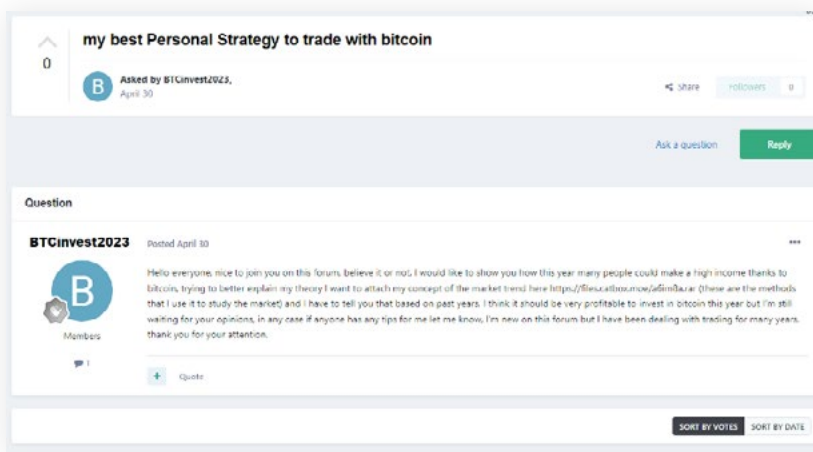 my best Personal Strategy to trade with bitcoin
0
B
Asked by BTCinvest2023,
April 30
Share
Followers 0
Ask a question
Reply
Question
BTCinvest2023
Posted April 30
B
Members
1
Hello everyone, nice to join you on this forum, believe it or not, I would like to show you how this year many people could make a high income thanks to
bitcoin, trying to better explain my theory I want to attach my concept of the market trend here (these are the methods
that I use it to study the market) and I have to tell you that based on past years, I think it should be very profitable to invest in bitcoin this year but I'm still
waiting for your opinions, in any case if anyone has any tips for me let me know, I'm new on this forum but I have been dealing with trading for many years,
thank you for your attention.
+ Quote
SORT BY VOTES SORT BY DATE